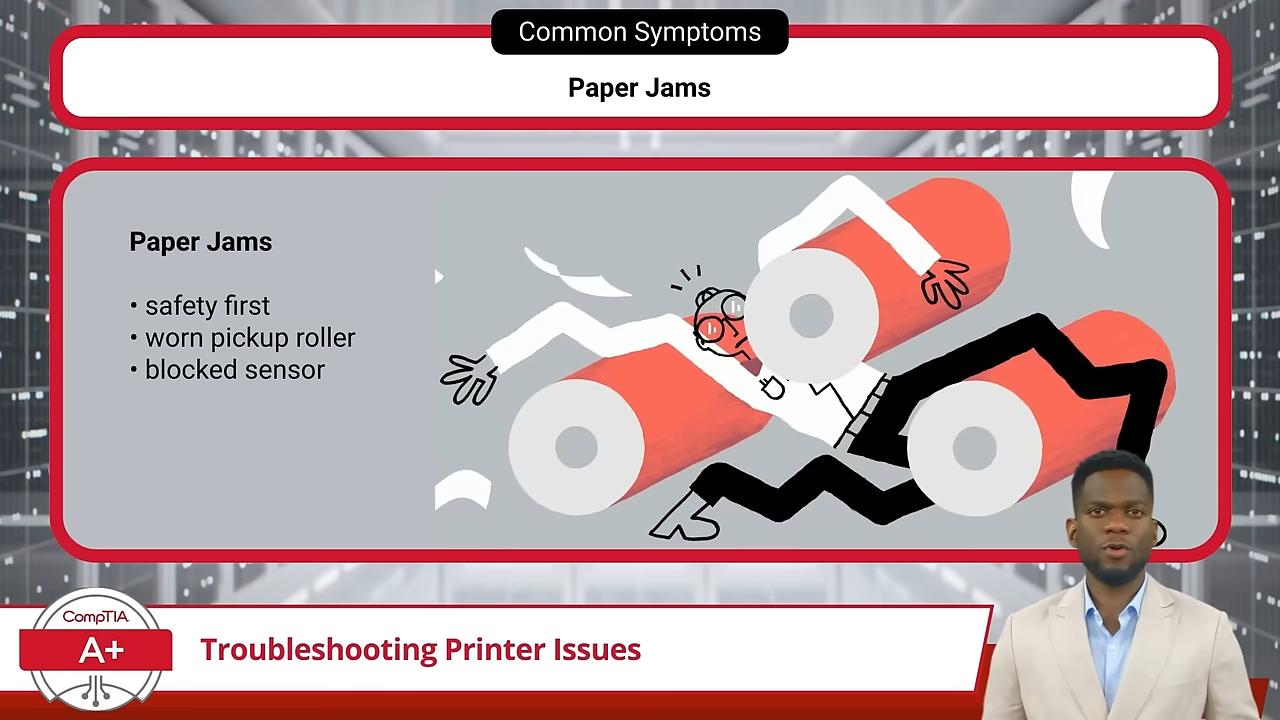 Common Symptoms
Paper Jams
Paper Jams
• safety first
• worn pickup roller
• blocked sensor
CompTIA
A+
Troubleshooting Printer Issues